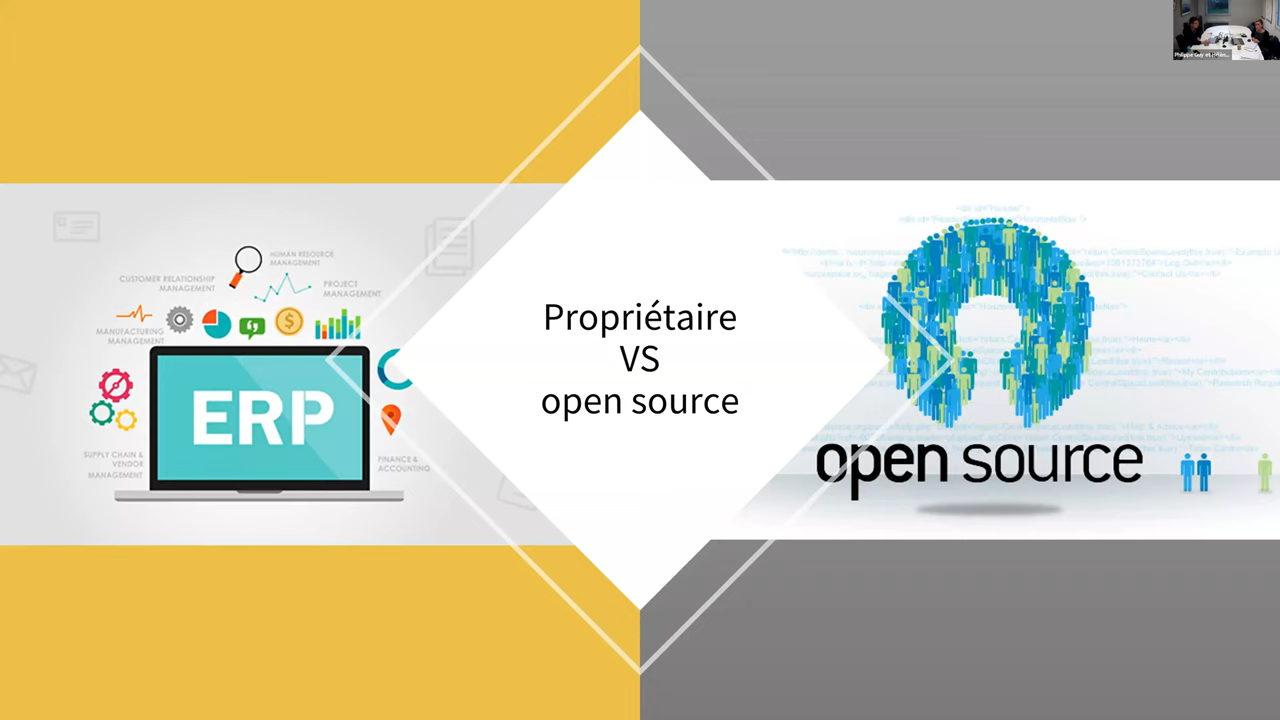 Propriétaire
VS
open source
HUMAN RESOURCE
MANAGEMENT
CUSTOMER RELATIONSHIP
MANAGEMENT
PROJECT
MANAGEMENT
MANUFACTURING
MANAGEMENT
$
ERP
SUPPLY CHAIN &
VENDOR
MANAGEMENT
FINANCE &
ACCOUNTING
open source